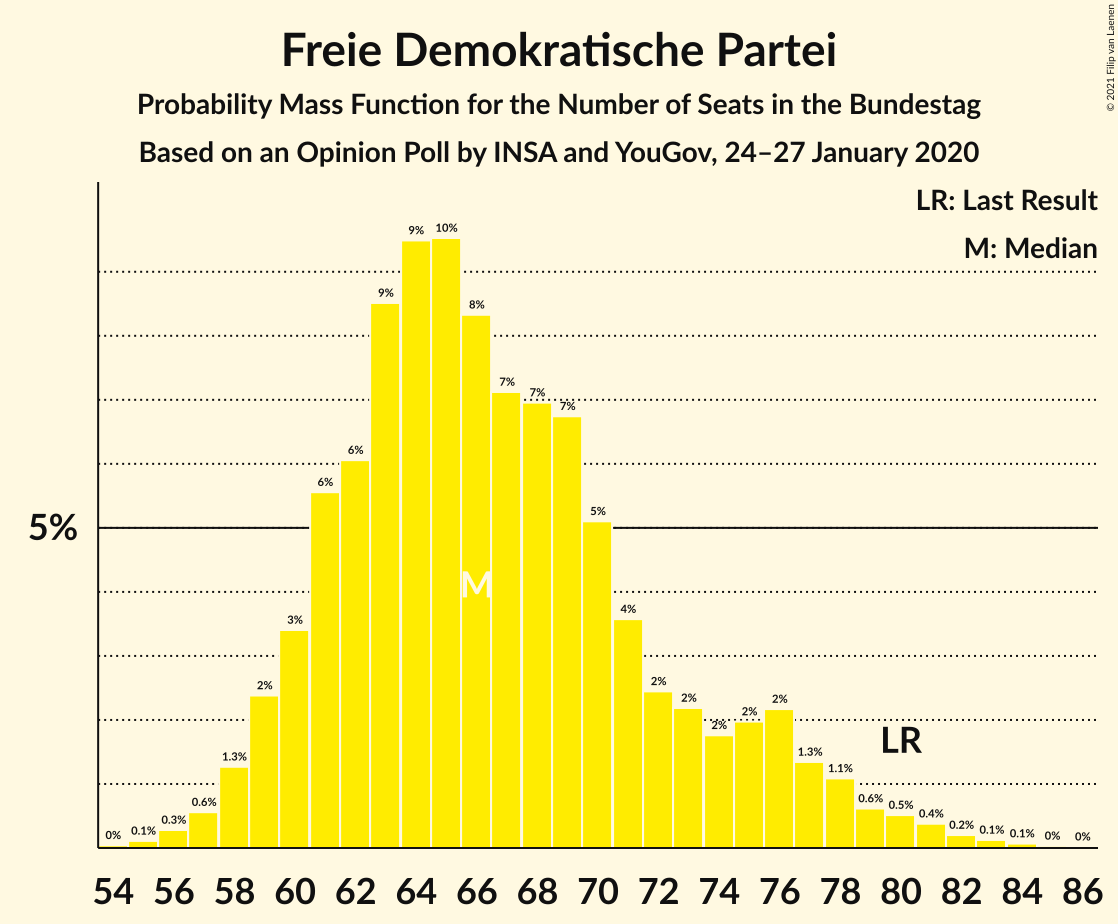 Freie Demokratische Partei
Probability Mass Function for the Number of Seats in the Bundestag
Based on an Opinion Poll by INSA and YouGov, 24–27 January 2020
© 2021 Filip van Laenen
LR: Last Result
M: Median
5%
0% 0.1% 0.3% 0.6% 1.3% 2% 3% 6% 6% 9% 9% 10% 8% 7% 7% 7% 5% 4% 2% 2% 2% 2% 2% 1.3% 1.1% 0.6% 0.5% 0.4% 0.2% 0.1% 0.1% 0% 0%
M
LR
54 56 58 60 62 64 66 68 70 72 74 76 78 80 82 84 86